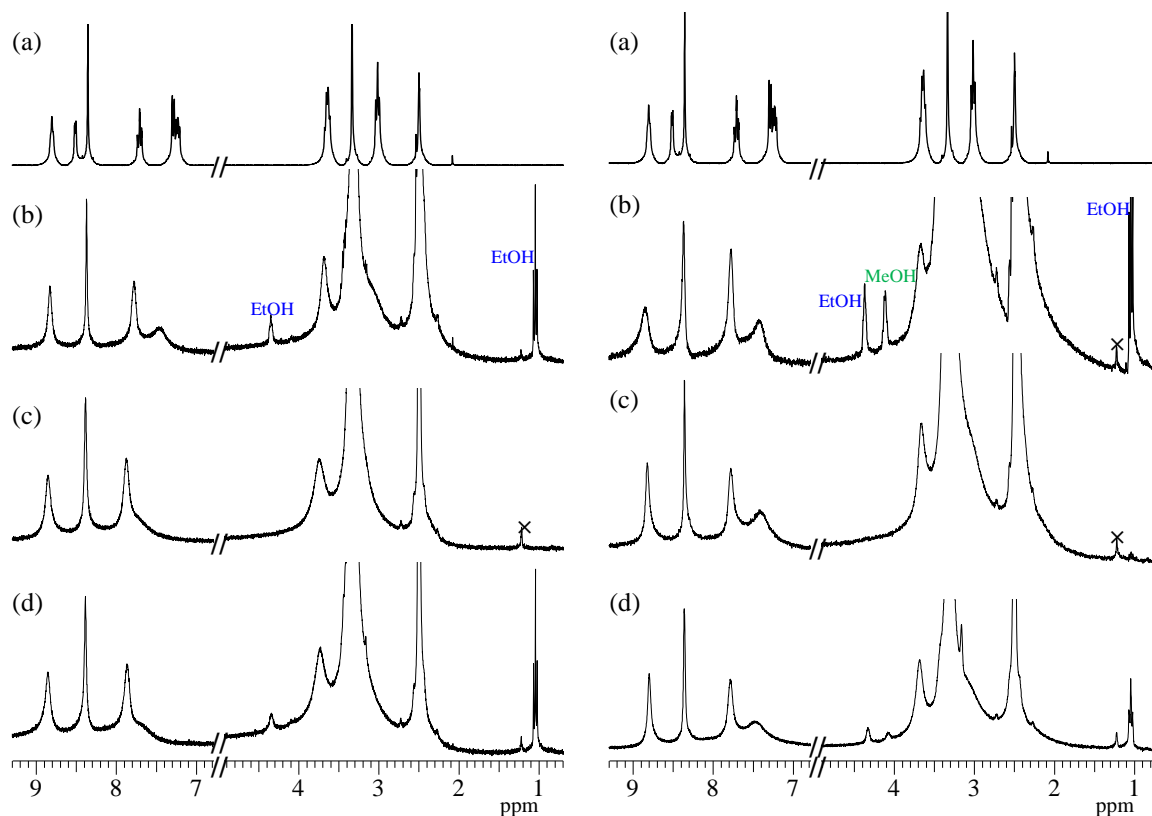 (a)
(b)
EtOH
EtOH
(c)
×
(d)
9 8 7 4 3 2 1
ppm
(a)
(b)
EtOH
MeOH
EtOH
×
(c)
×
(d)
9 8 7 4 3 2 1
ppm